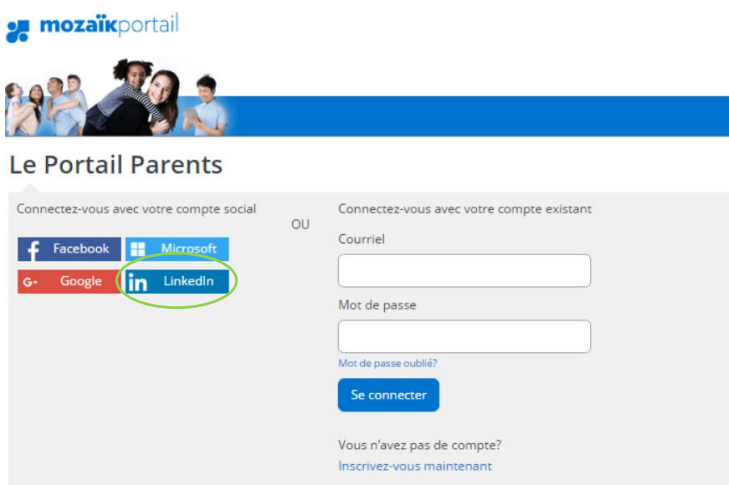 mozaïkportail
Le Portail Parents
Connectez-vous avec votre compte social
Facebook
Microsoft
G+ Google
in LinkedIn
OU
Connectez-vous avec votre compte existant
Courriel
Mot de passe
Mot de passe oublié?
Se connecter
Vous n'avez pas de compte?
Inscrivez-vous maintenant